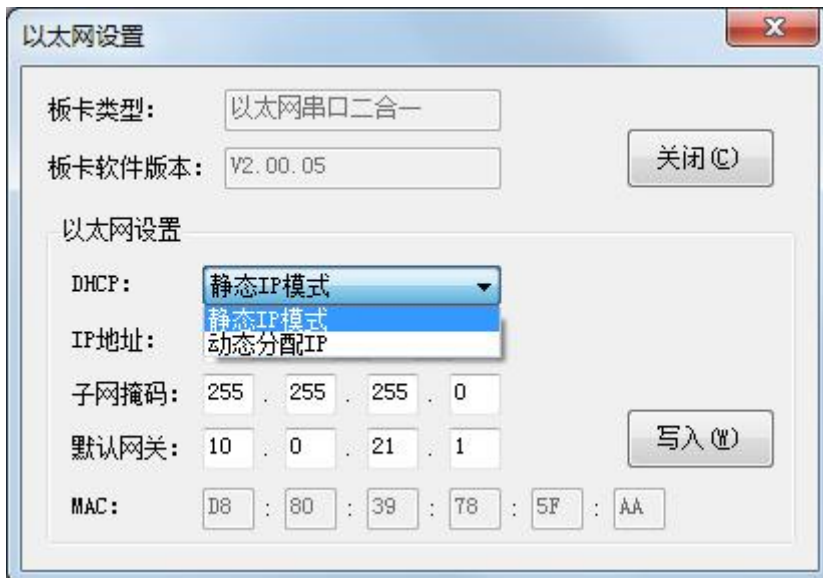 以太网设置
板卡类型： 以太网串口二合一
板卡软件版本： V2.00.05
关闭(C)
以太网设置
DHCP： 静态IP模式
静态IP模式
IP地址： 动态分配IP
子网掩码： 255 . 255 . 255 . 0
默认网关： 10 . 0 . 21 . 1
写入(W)
MAC： D8 : 80 : 39 : 78 : 5F : AA